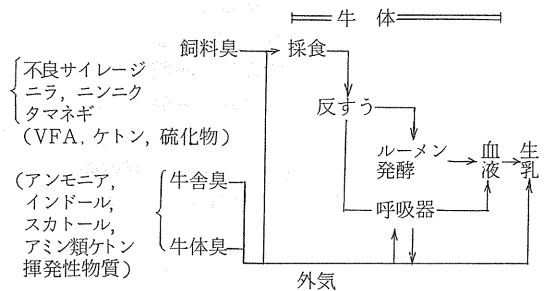 牛 体
飼料臭
採食
不良サイレージ
ニラ, ニンニク
タマネギ
(VFA, ケトン, 硫化物)
反すう
ルーメン
発酵
血液
生乳
(アンモニア,
インドール,
スカトール,
アミン類ケトン
揮発性物質)
牛舎臭
呼吸器
牛体臭
外気